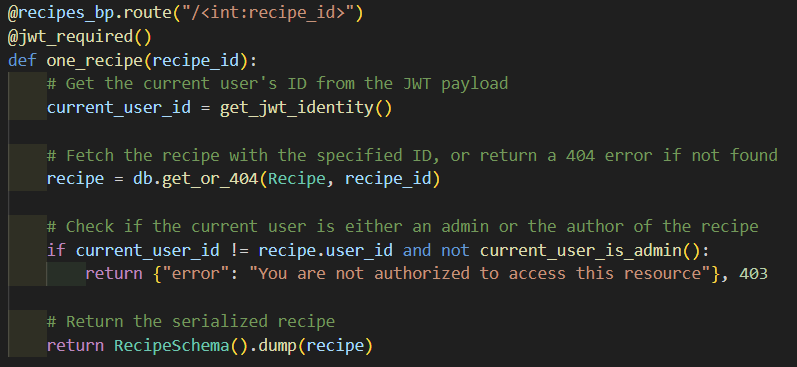 @recipes_bp.route("/<int:recipe_id>")
@jwt_required()
def one_recipe(recipe_id):
    # Get the current user's ID from the JWT payload
    current_user_id = get_jwt_identity()

    # Fetch the recipe with the specified ID, or return a 404 error if not found
    recipe = db.get_or_404(Recipe, recipe_id)

    # Check if the current user is either an admin or the author of the recipe
    if current_user_id != recipe.user_id and not current_user_is_admin():
        return {"error": "You are not authorized to access this resource"}, 403

    # Return the serialized recipe
    return RecipeSchema().dump(recipe)